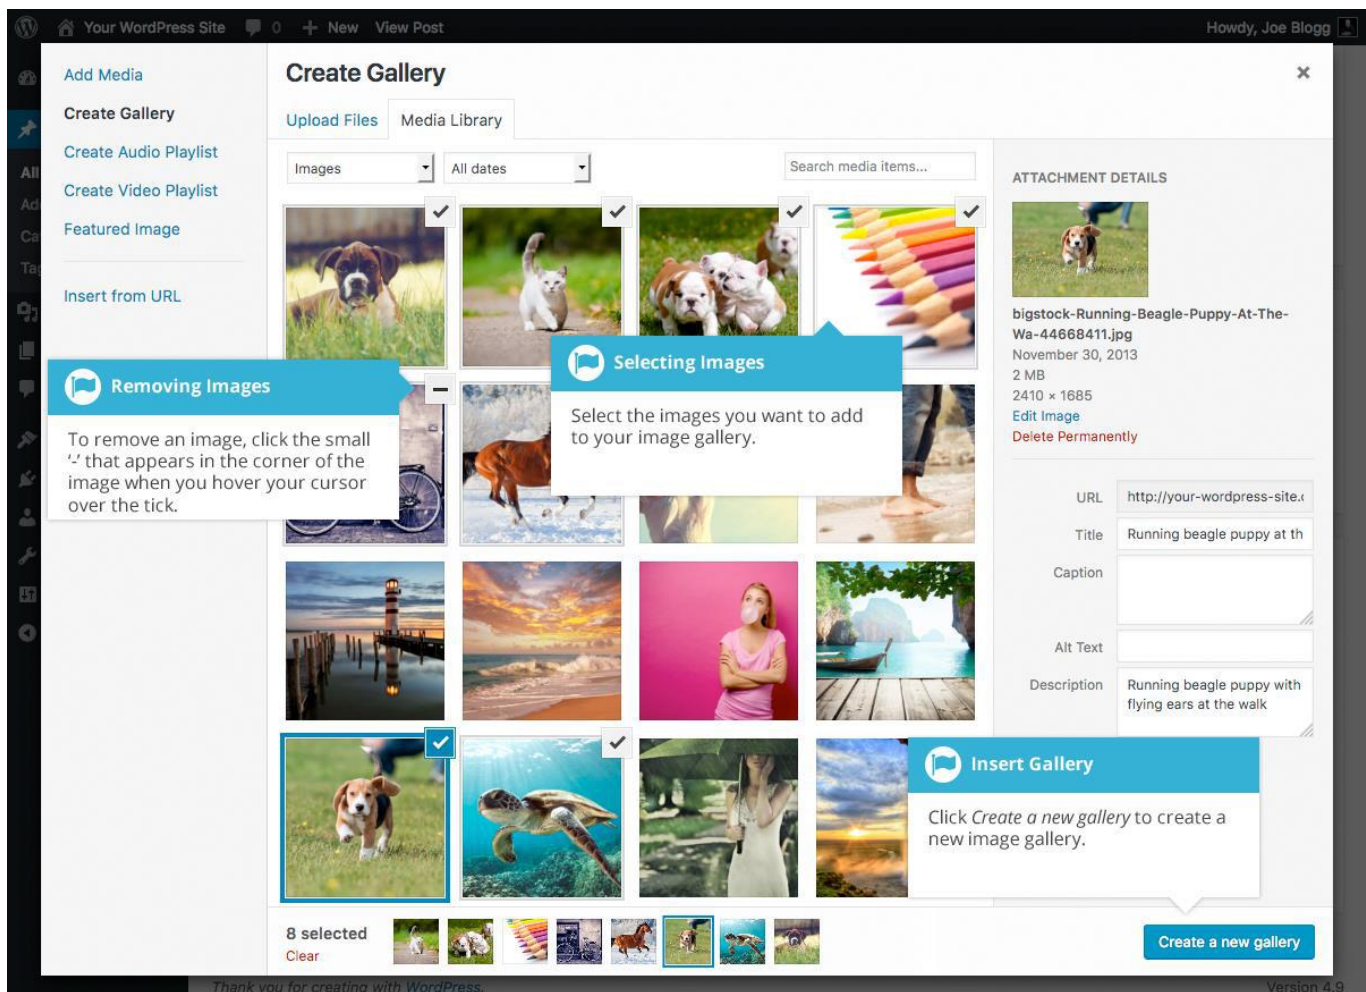 Your WordPress Site 0 + New View Post Howdy, Joe Blogg
Add Media
Create Gallery
Create Audio Playlist
Create Video Playlist
Featured Image
Insert from URL
All
Create Gallery
×
Upload Files Media Library
Images All dates Search media items...
Removing Images
To remove an image, click the small
‘-’ that appears in the corner of the
image when you hover your cursor
over the tick.
Selecting Images
Select the images you want to add
to your image gallery.
ATTACHMENT DETAILS
bigstock-Running-Beagle-Puppy-At-The-
Wa-44668411.jpg
November 30, 2013
2 MB
2410 × 1685
Edit Image
Delete Permanently
URL http://your-wordpress-site.c
Title Running beagle puppy at th
Caption
Alt Text
Description Running beagle puppy with
flying ears at the walk
Insert Gallery
Click Create a new gallery to create a
new image gallery.
8 selected
Clear
Create a new gallery
Thank you for creating with WordPress. Version 4.9